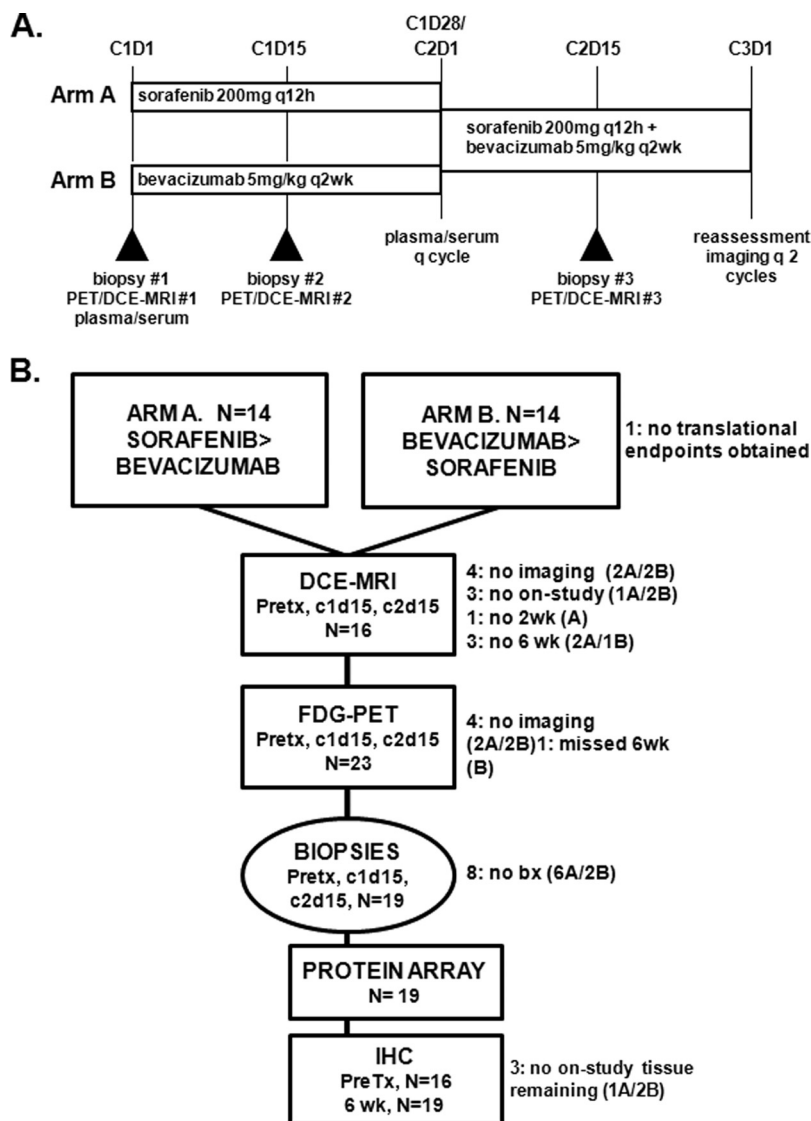 A.
C1D1
C1D15
C1D28/
C2D1
C2D15
C3D1
Arm A
sorafenib 200mg q12h
sorafenib 200mg q12h +
bevacizumab 5mg/kg q2wk
Arm B
bevacizumab 5mg/kg q2wk
biopsy #1
PET/DCE-MRI #1
plasma/serum
biopsy #2
PET/DCE-MRI #2
plasma/serum
q cycle
biopsy #3
PET/DCE-MRI #3
reassessment
imaging q 2
cycles
B.
ARM A. N=14
SORAFENIB>
BEVACIZUMAB
ARM B. N=14
BEVACIZUMAB>
SORAFENIB
1: no translational
endpoints obtained
DCE-MRI
Pretx, c1d15, c2d15
N=16
4: no imaging (2A/2B)
3: no on-study (1A/2B)
1: no 2wk (A)
3: no 6 wk (2A/1B)
FDG-PET
Pretx, c1d15, c2d15
N=23
4: no imaging
(2A/2B)1: missed 6wk
(B)
BIOPSIES
Pretx, c1d15,
c2d15, N=19
8: no bx (6A/2B)
PROTEIN ARRAY
N= 19
IHC
Pre Tx, N=16
6 wk, N=19
3: no on-study tissue
remaining (1A/2B)